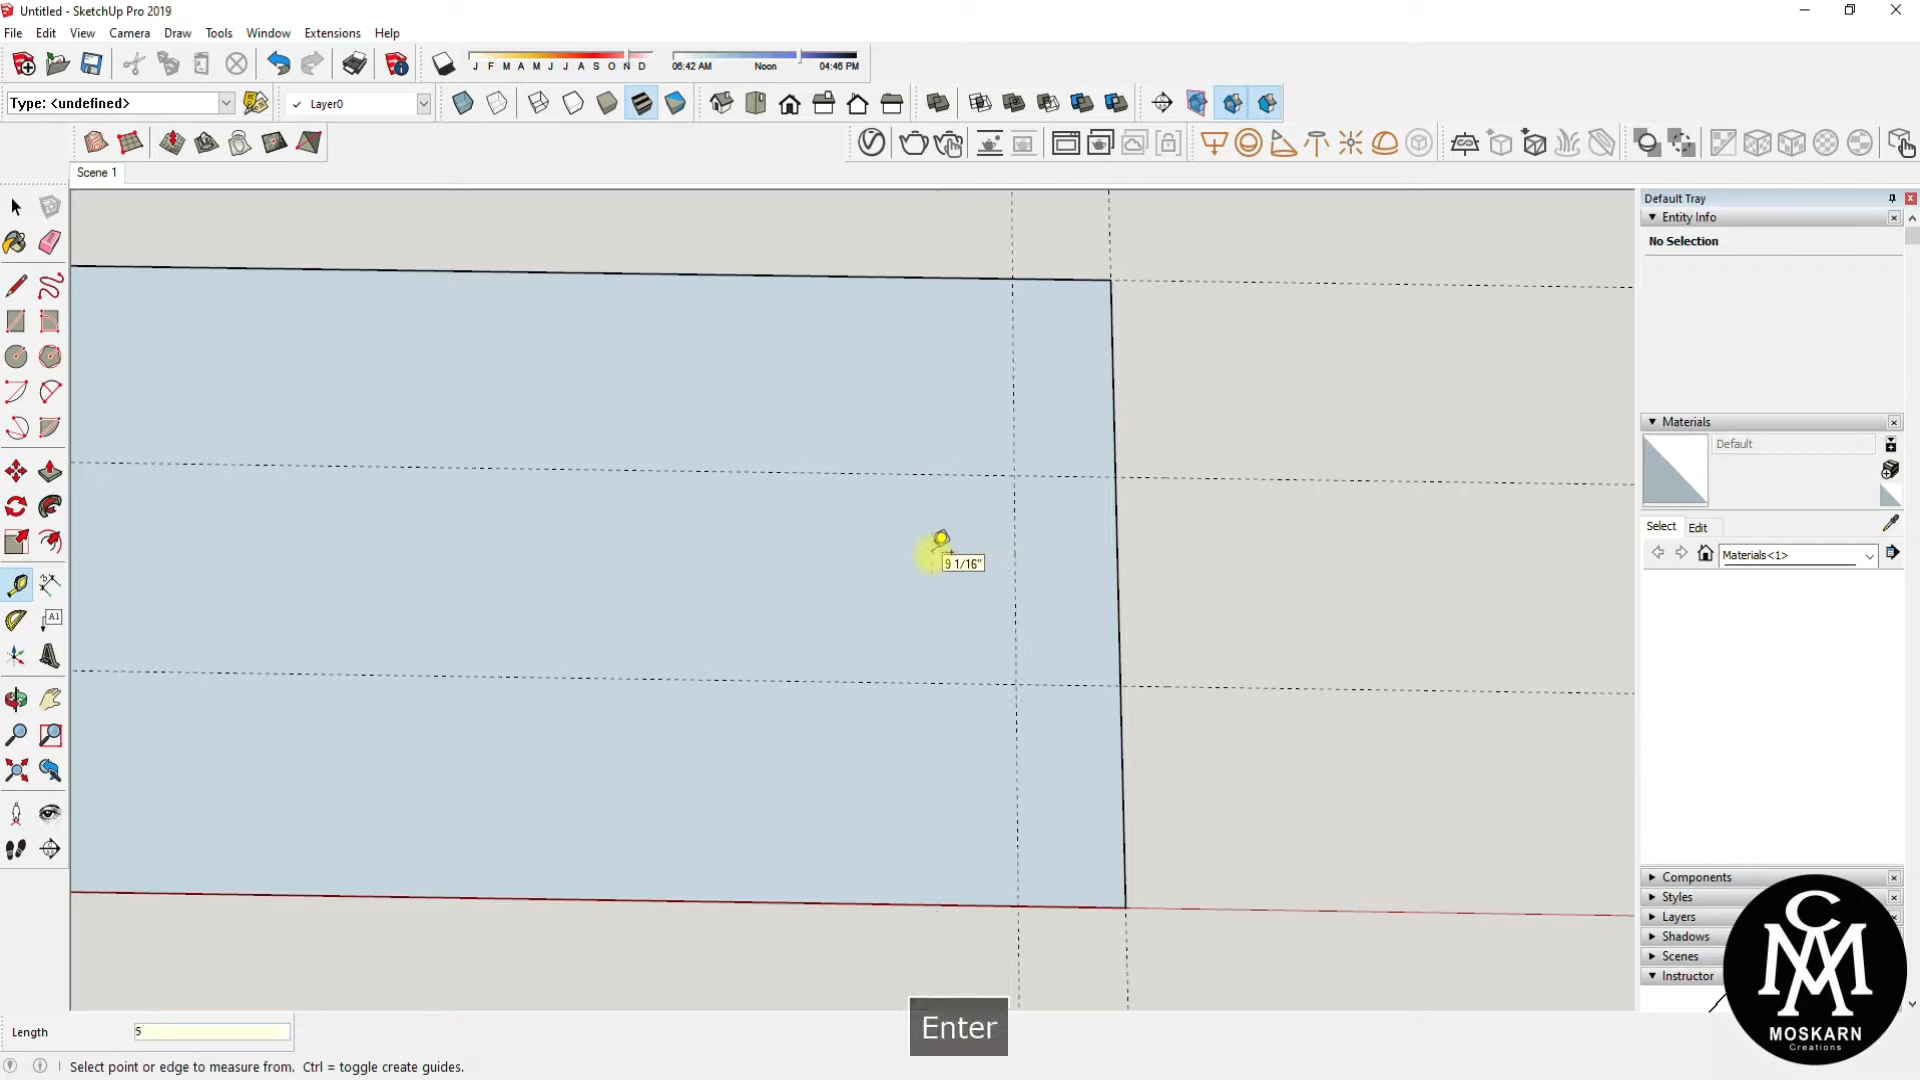 Untitled - SketchUp Pro 2019
File Edit View Camera Draw Tools Window Extensions Help
J F M A M J J A S O N D
06:42 AM Noon 04:46 PM
Type: <undefined>
✓ Layer0
Scene 1
Default Tray
Entity Info
No Selection
Materials
Default
Select Edit
Materials<1>
A1
9 1/16"
Components
Styles
Layers
Shadows
Scenes
Instructor
CMA
MOSKARN
Creations
Enter
Length 5
Select point or edge to measure from. Ctrl = toggle create guides.